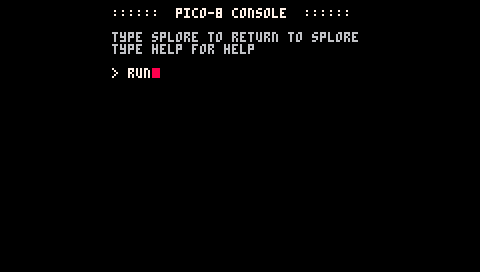 :::::: PICO-8 CONSOLE ::::::
TYPE SPLORE TO RETURN TO SPLORE
TYPE HELP FOR HELP
> RUN